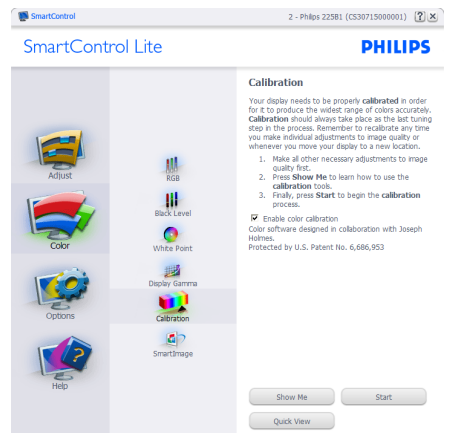 SmartControl
2 - Philips 225B1 (CS30715000001)
SmartControl Lite
PHILIPS
Adjust
Color
Options
Help
RGB
Black Level
White Point
Display Gamma
Calibration
SmartImage
Calibration
Your display needs to be properly calibrated in order
for it to produce the widest range of colors accurately.
Calibration should always take place as the last tuning
step in the process. Remember to recalibrate any time
you make individual adjustments to image quality or
whenever you move your display to a new location.
1. Make all other necessary adjustments to image
quality first.
2. Press Show Me to learn how to use the
calibration tools.
3. Finally, press Start to begin the calibration
process.
Enable color calibration
Color software designed in collaboration with Joseph
Holmes.
Protected by U.S. Patent No. 6,686,953
Show Me
Start
Quick View